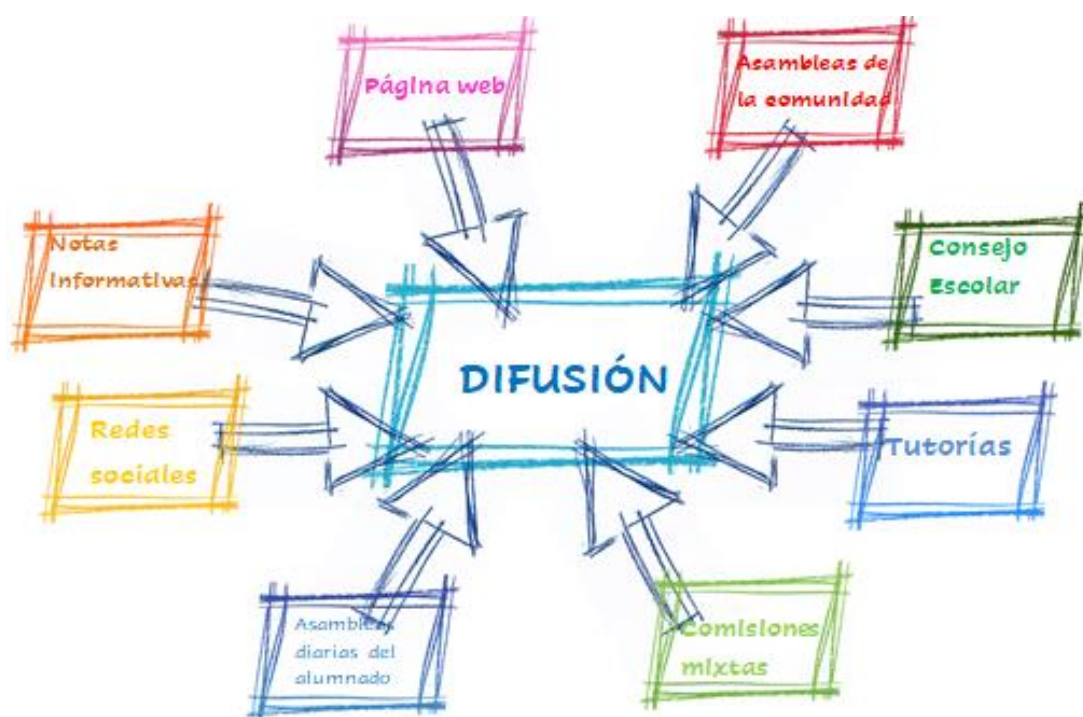 Página web
Asambleas de
la comunidad
Notas
informativas
Consejo
Escolar
DIFUSIÓN
Redes
sociales
Tutorías
Asambleas
diarias del
alumnado
Comisiones
mixtas